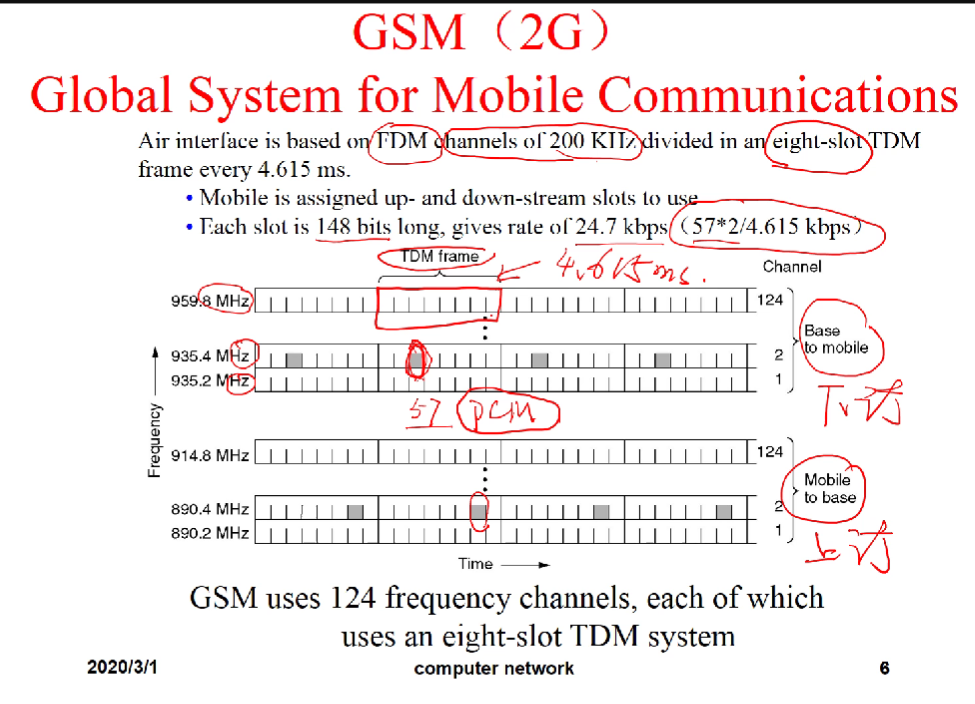 GSM（2G）
Global System for Mobile Communications
Air interface is based on FDM channels of 200 KHz divided in an eight-slot TDM
frame every 4.615 ms.
• Mobile is assigned up- and down-stream slots to use
• Each slot is 148 bits long, gives rate of 24.7 kbps（57*2/4.615 kbps）
TDM frame
4.615 ms.
Channel
959.8 MHz
124
935.4 MHz
2
935.2 MHz
1
Base
to mobile
下行
57 PCM
Frequency
914.8 MHz
124
890.4 MHz
2
890.2 MHz
1
Mobile
to base
上行
Time
GSM uses 124 frequency channels, each of which
uses an eight-slot TDM system
2020/3/1
computer network
6